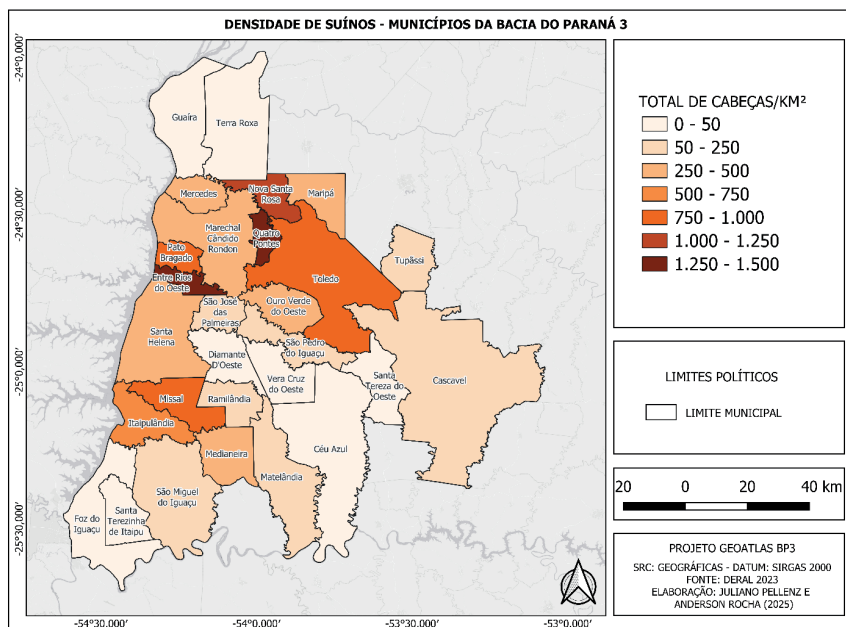 DENSIDADE DE SUÍNOS - MUNICÍPIOS DA BACIA DO PARANÁ 3
-24°0,000'
-24°30,000'
-25°0,000'
-25°30,000'
Guaíra
Terra Roxa
Mercedes
Nova Santa
Rosa
Maripá
Marechal
Cândido
Rondon
Quatro
Pontes
Pato
Bragado
Toledo
Tupãssi
Entre Rios
do Oeste
São José
das
Palmeiras
Ouro Verde
do Oeste
Santa
Helena
São Pedro
do Iguaçu
Diamante
D'Oeste
Vera Cruz
do Oeste
Santa
Tereza do
Oeste
Cascavel
Missal
Ramilândia
Itaipulândia
Medianeira
Céu Azul
Matelândia
São Miguel
do Iguaçu
Foz do
Iguaçu
Santa
Terezinha
de Itaipu
-54°30,000'
-54°0,000'
-53°30,000'
-53°0,000'
TOTAL DE CABEÇAS/KM²
0 - 50
50 - 250
250 - 500
500 - 750
750 - 1.000
1.000 - 1.250
1.250 - 1.500
LIMITES POLÍTICOS
LIMITE MUNICIPAL
20 0 20 40 km
PROJETO GEOATLAS BP3
SRC: GEOGRÁFICAS - DATUM: SIRGAS 2000
FONTE: DERAL 2023
ELABORAÇÃO: JULIANO PELLENZ E
ANDERSON ROCHA (2025)